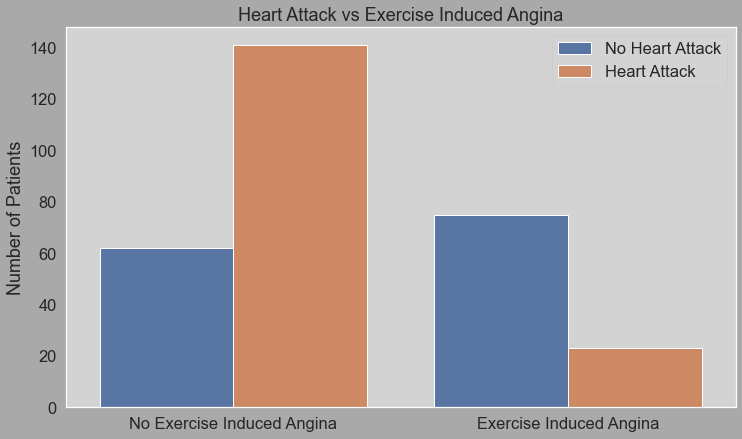 Heart Attack vs Exercise Induced Angina
No Heart Attack
Heart Attack
Number of Patients
140
120
100
80
60
40
20
0
No Exercise Induced Angina
Exercise Induced Angina